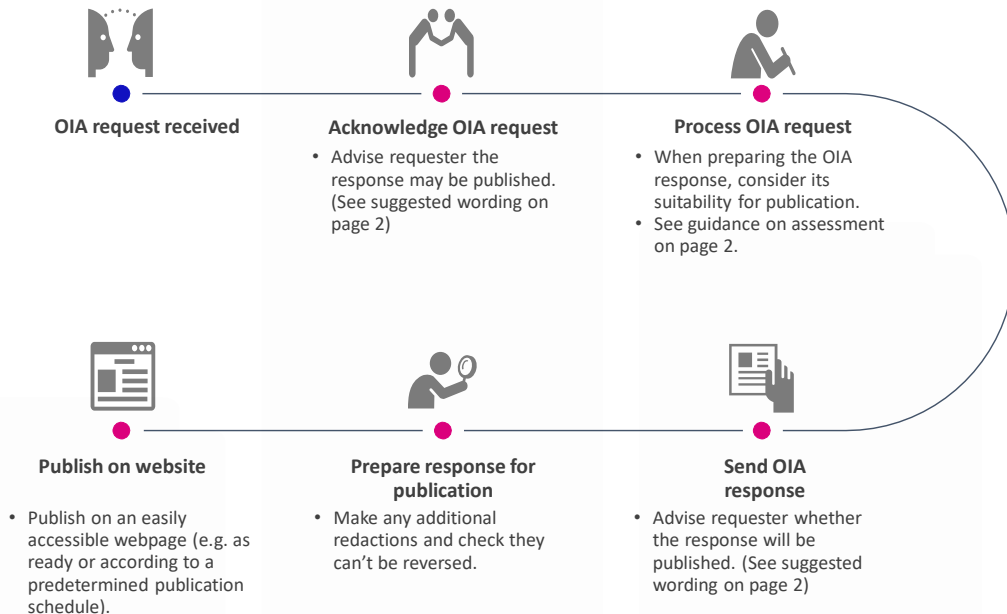 OIA request received
Acknowledge OIA request
• Advise requester the
response may be published.
(See suggested wording on
page 2)
Process OIA request
• When preparing the OIA
response, consider its
suitability for publication.
• See guidance on assessment
on page 2.
Send OIA
response
• Advise requester whether
the response will be
published. (See suggested
wording on page 2)
Prepare response for
publication
• Make any additional
redactions and check they
can't be reversed.
Publish on website
• Publish on an easily
accessible webpage (e.g. as
ready or according to a
predetermined publication
schedule).